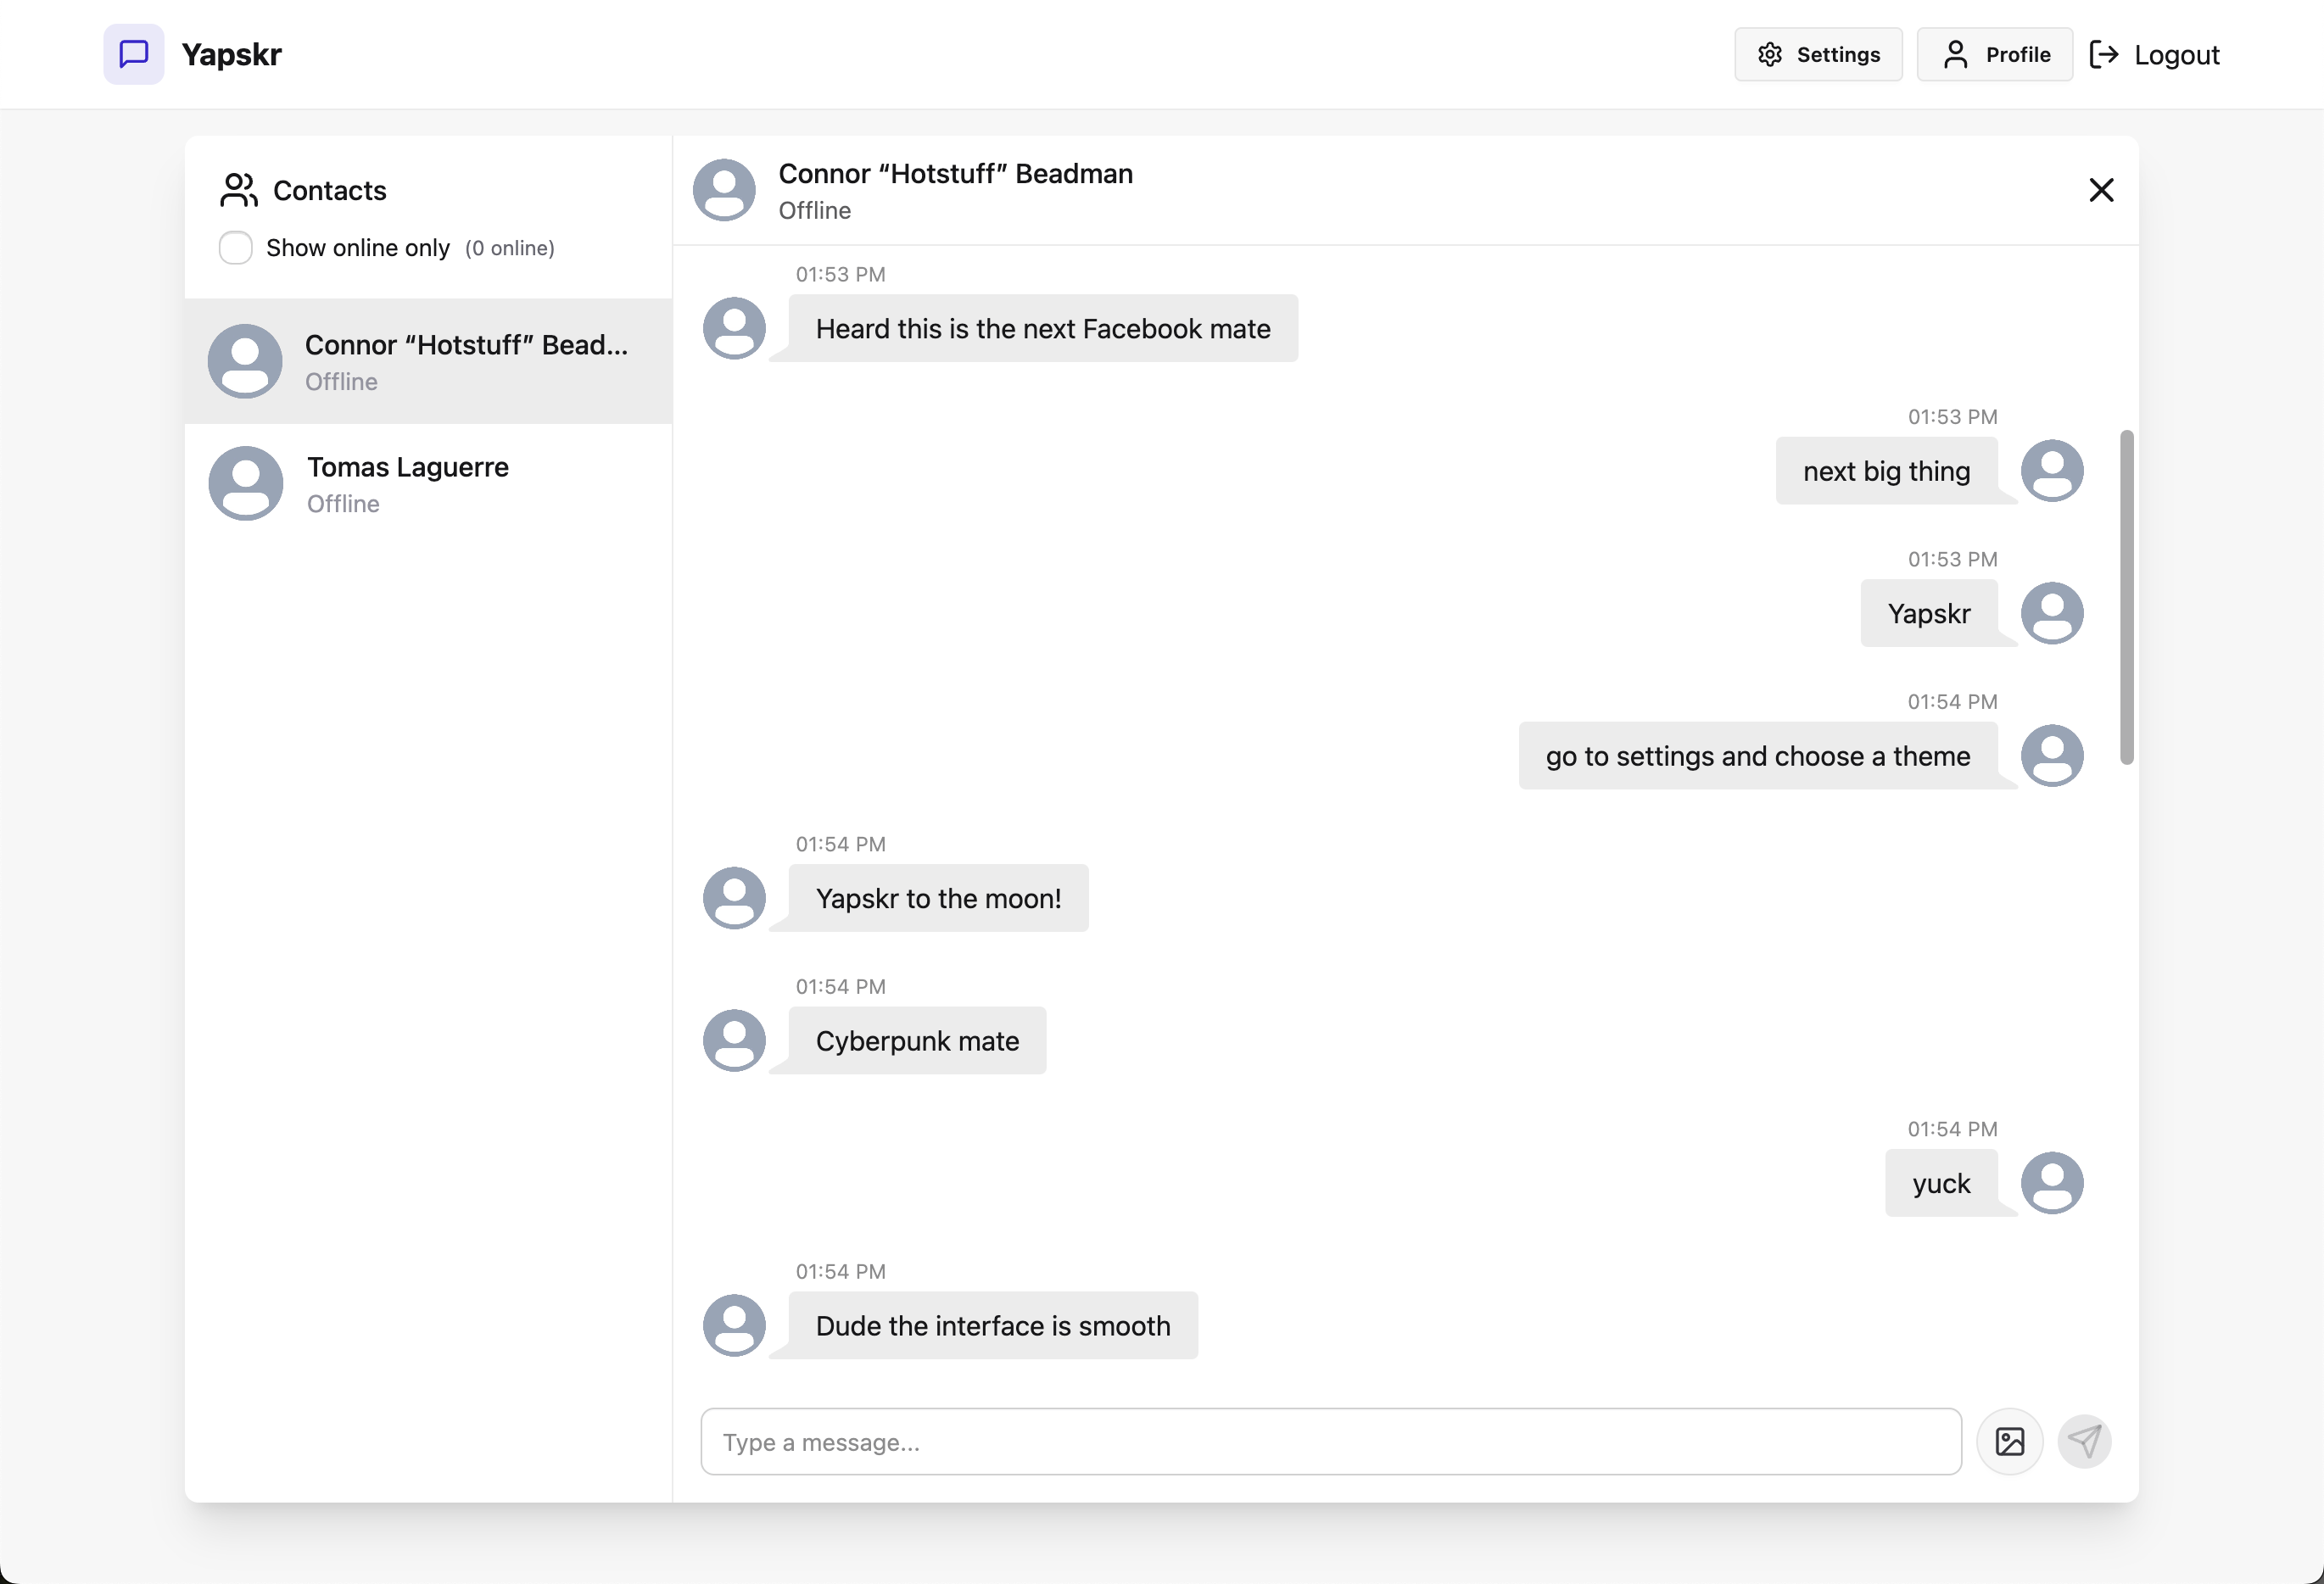 Yapskr
Settings
Profile
Logout
Contacts
Show online only (0 online)
Connor “Hotstuff” Bead...
Offline
Tomas Laguerre
Offline
Connor “Hotstuff” Beadman
Offline
01:53 PM
Heard this is the next Facebook mate
01:53 PM
next big thing
01:53 PM
Yapskr
01:54 PM
go to settings and choose a theme
01:54 PM
Yapskr to the moon!
01:54 PM
Cyberpunk mate
01:54 PM
yuck
01:54 PM
Dude the interface is smooth
Type a message...